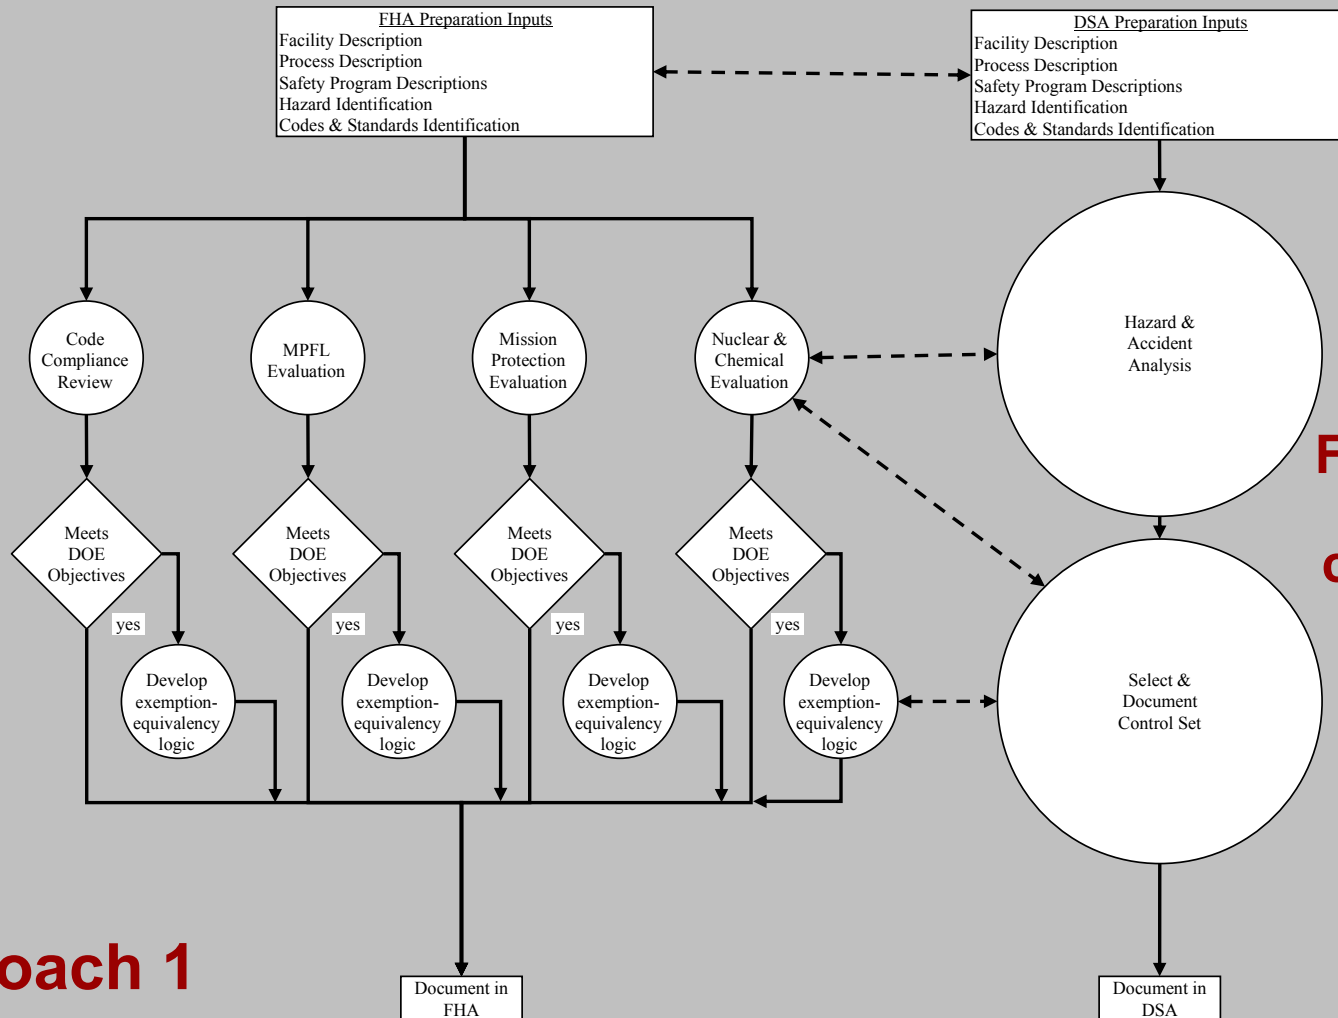 FHA Preparation Inputs
Facility Description
Process Description
Safety Program Descriptions
Hazard Identification
Codes & Standards Identification
DSA Preparation Inputs
Facility Description
Process Description
Safety Program Descriptions
Hazard Identification
Codes & Standards Identification
Code
Compliance
Review
MPFL
Evaluation
Mission
Protection
Evaluation
Nuclear &
Chemical
Evaluation
Hazard &
Accident
Analysis
F
Meets
DOE
Objectives
Meets
DOE
Objectives
Meets
DOE
Objectives
Meets
DOE
Objectives
yes
yes
yes
yes
Develop
exemption-
equivalency
logic
Develop
exemption-
equivalency
logic
Develop
exemption-
equivalency
logic
Develop
exemption-
equivalency
logic
Select &
Document
Control Set
oach 1
Document in
FHA
Document in
DSA